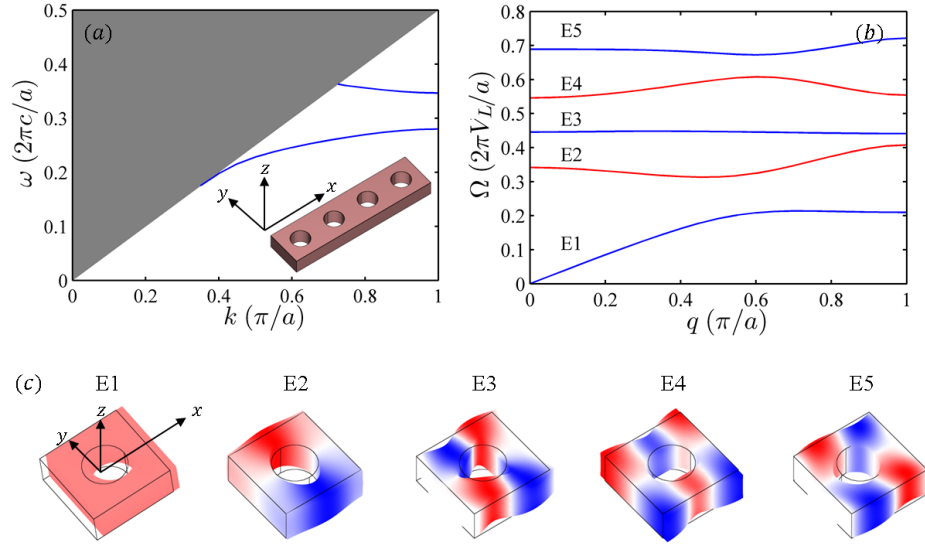 (a)
ω (2πc/a)
0.5
0.4
0.3
0.2
0.1
0
0 0.2 0.4 0.6 0.8 1
k (π/a)
z
y
x
(b)
Ω (2πV_L/a)
0.8
0.7
0.6
0.5
0.4
0.3
0.2
0.1
0
E5
E4
E3
E2
E1
0 0.2 0.4 0.6 0.8 1
q (π/a)
(c)
E1 E2 E3 E4 E5
z
y
x